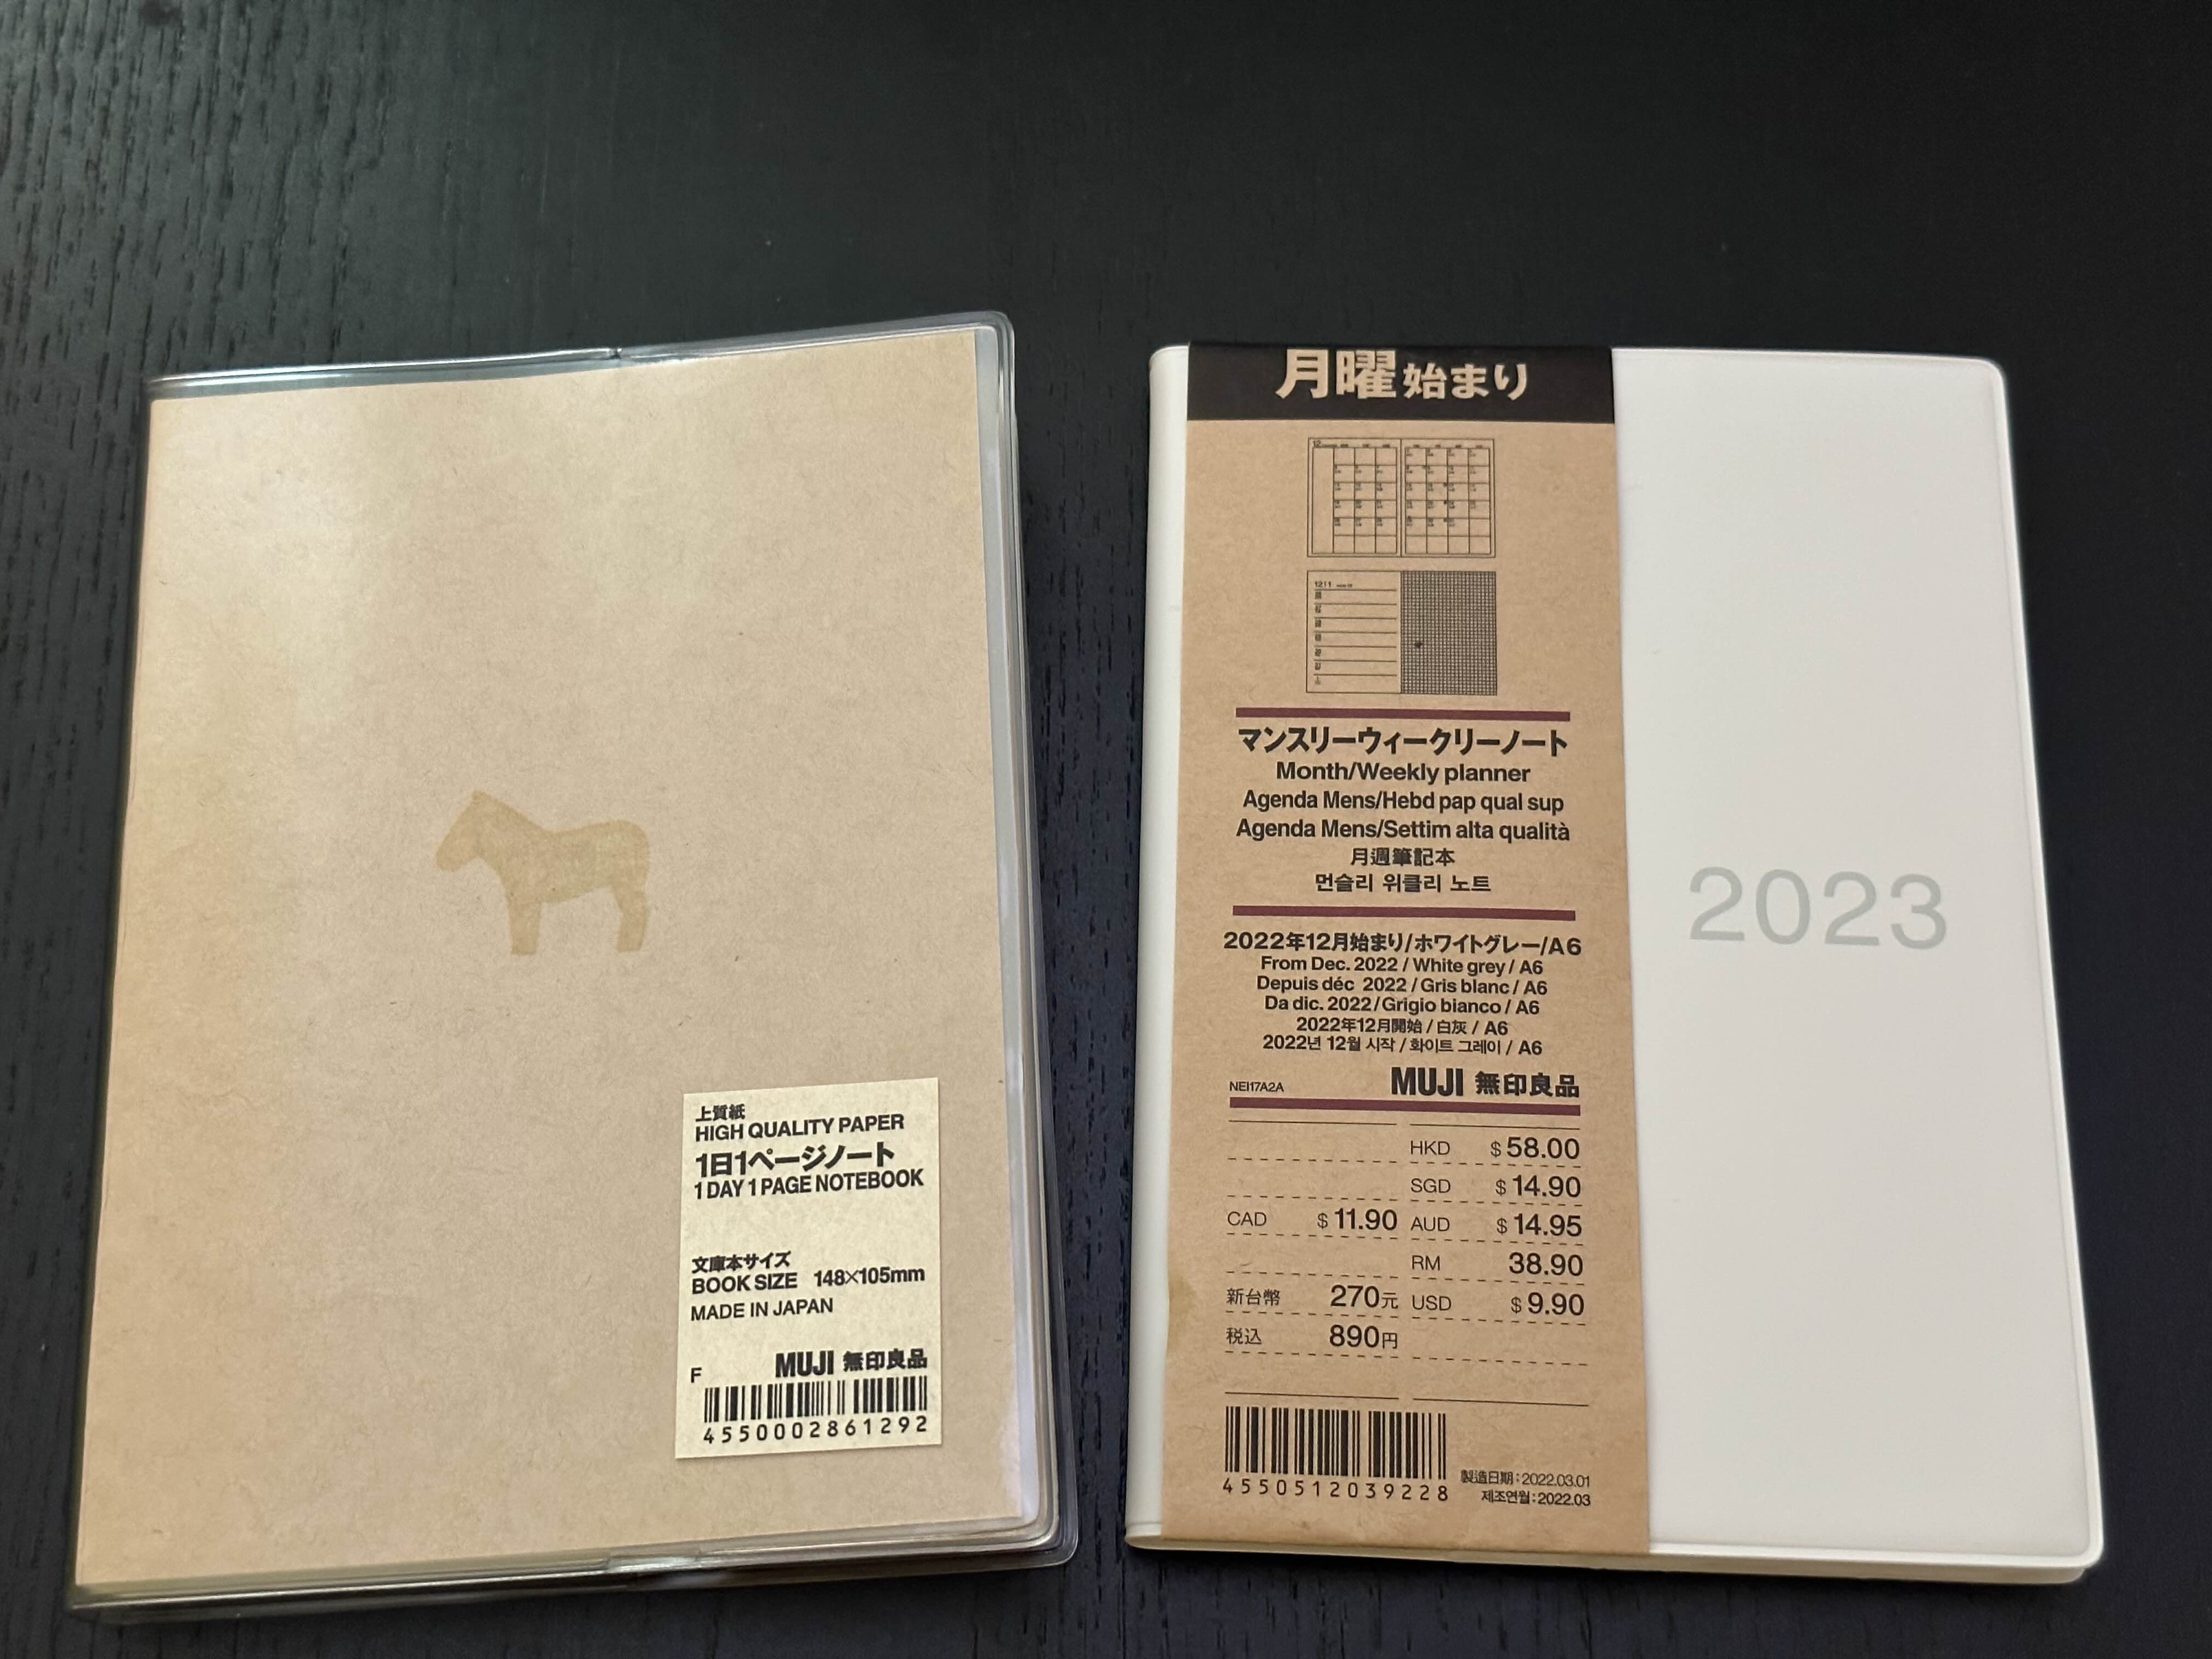 上質紙
HIGH QUALITY PAPER
1日1ページノート
1 DAY 1 PAGE NOTEBOOK
文庫本サイズ
BOOK SIZE 148×105mm
MADE IN JAPAN
F MUJI 無印良品
4550002861292
月曜始まり
マンスリーウィークリーノート
Month/Weekly planner
Agenda Mens/Hebd pap qual sup
Agenda Mens/Settim alta qualità
月週筆記本
먼슬리 위클리 노트
2022年12月始まり/ホワイトグレー/A6
From Dec. 2022 / White grey / A6
Depuis déc 2022 / Gris blanc / A6
Da dic. 2022/Grigio bianco / A6
2022年12月開始 / 白灰 / A6
2022년 12월 시작 / 화이트 그레이 / A6
NEI17A2A MUJI 無印良品
HKD $ 58.00
SGD $ 14.90
CAD $ 11.90 AUD $ 14.95
RM 38.90
新台幣 270元 USD $ 9.90
税込 890円
4550512039228
製造日期:2022.03.01
제조연월:2022.03
2023